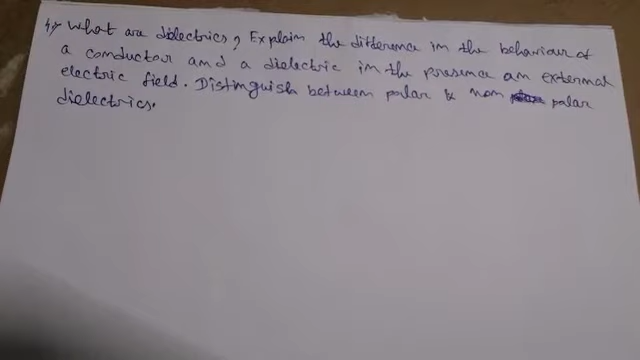 4) What are dielectrics, Explain the difference in the behaviour of
a conductor and a dielectric in the presence an external
electric field. Distinguish between polar & non polar
dielectrics.